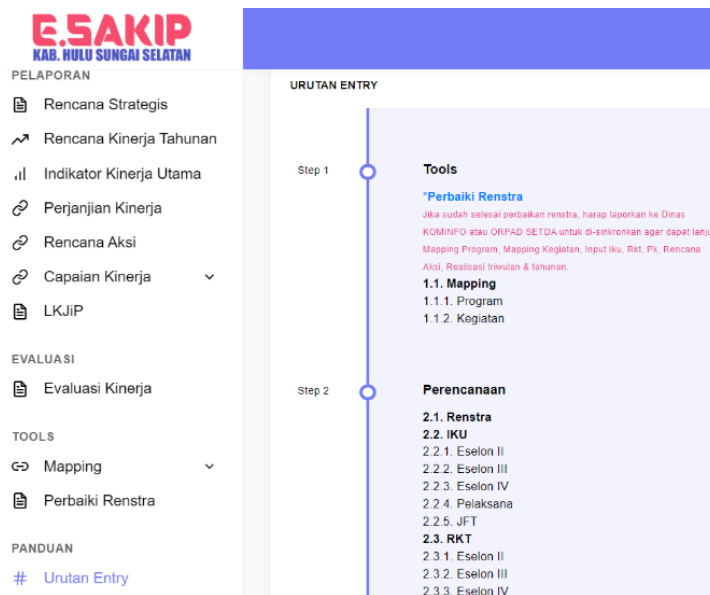 E.SAKIP
KAB. HULU SUNGAI SELATAN
PELAPORAN
Rencana Strategis
Rencana Kinerja Tahunan
Indikator Kinerja Utama
Perjanjian Kinerja
Rencana Aksi
Capaian Kinerja
LKJiP
EVALUASI
Evaluasi Kinerja
TOOLS
Mapping
Perbaiki Renstra
PANDUAN
# Urutan Entry
URUTAN ENTRY
Step 1
Tools
*Perbaiki Renstra
Jika sudah selesai perbaikan renstra, harap laporkan ke Dinas
KOMINFO atau ORPAD SETDA untuk di-sinkronkan agar dapat lanju
Mapping Program, Mapping Kegiatan, Input Iku, Rkt, Pk, Rencana
Aksi, Realisasi triwulan & tahunan.
1.1. Mapping
1.1.1. Program
1.1.2. Kegiatan
Step 2
Perencanaan
2.1. Renstra
2.2. IKU
2.2.1. Eselon II
2.2.2. Eselon III
2.2.3. Eselon IV
2.2.4. Pelaksana
2.2.5. JFT
2.3. RKT
2.3.1. Eselon II
2.3.2. Eselon III
2.3.3. Eselon IV